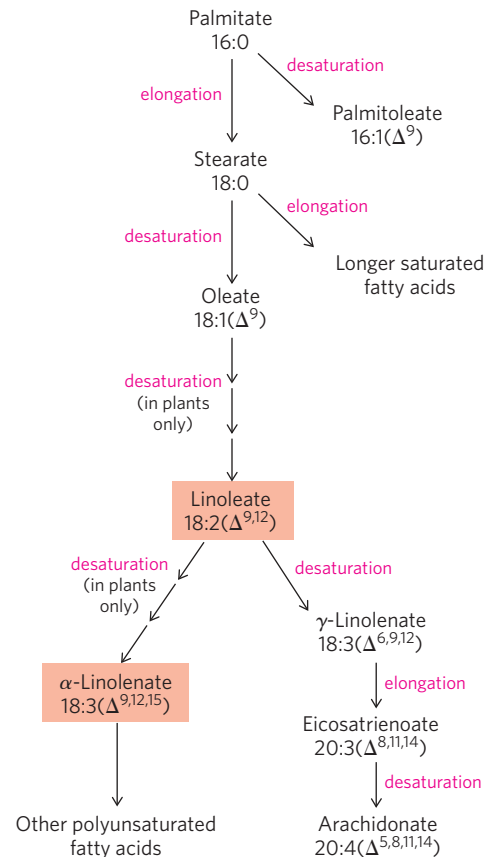 Palmitate
16:0
desaturation
elongation
Palmitoleate
16:1(Δ⁹)
Stearate
18:0
elongation
desaturation
Longer saturated
fatty acids
Oleate
18:1(Δ⁹)
desaturation
(in plants
only)
Linoleate
18:2(Δ⁹,¹²)
desaturation
(in plants
only)
desaturation
γ-Linolenate
18:3(Δ⁶,⁹,¹²)
α-Linolenate
18:3(Δ⁹,¹²,¹⁵)
elongation
Eicosatrienoate
20:3(Δ⁸,¹¹,¹⁴)
desaturation
Other polyunsaturated
fatty acids
Arachidonate
20:4(Δ⁵,⁸,¹¹,¹⁴)